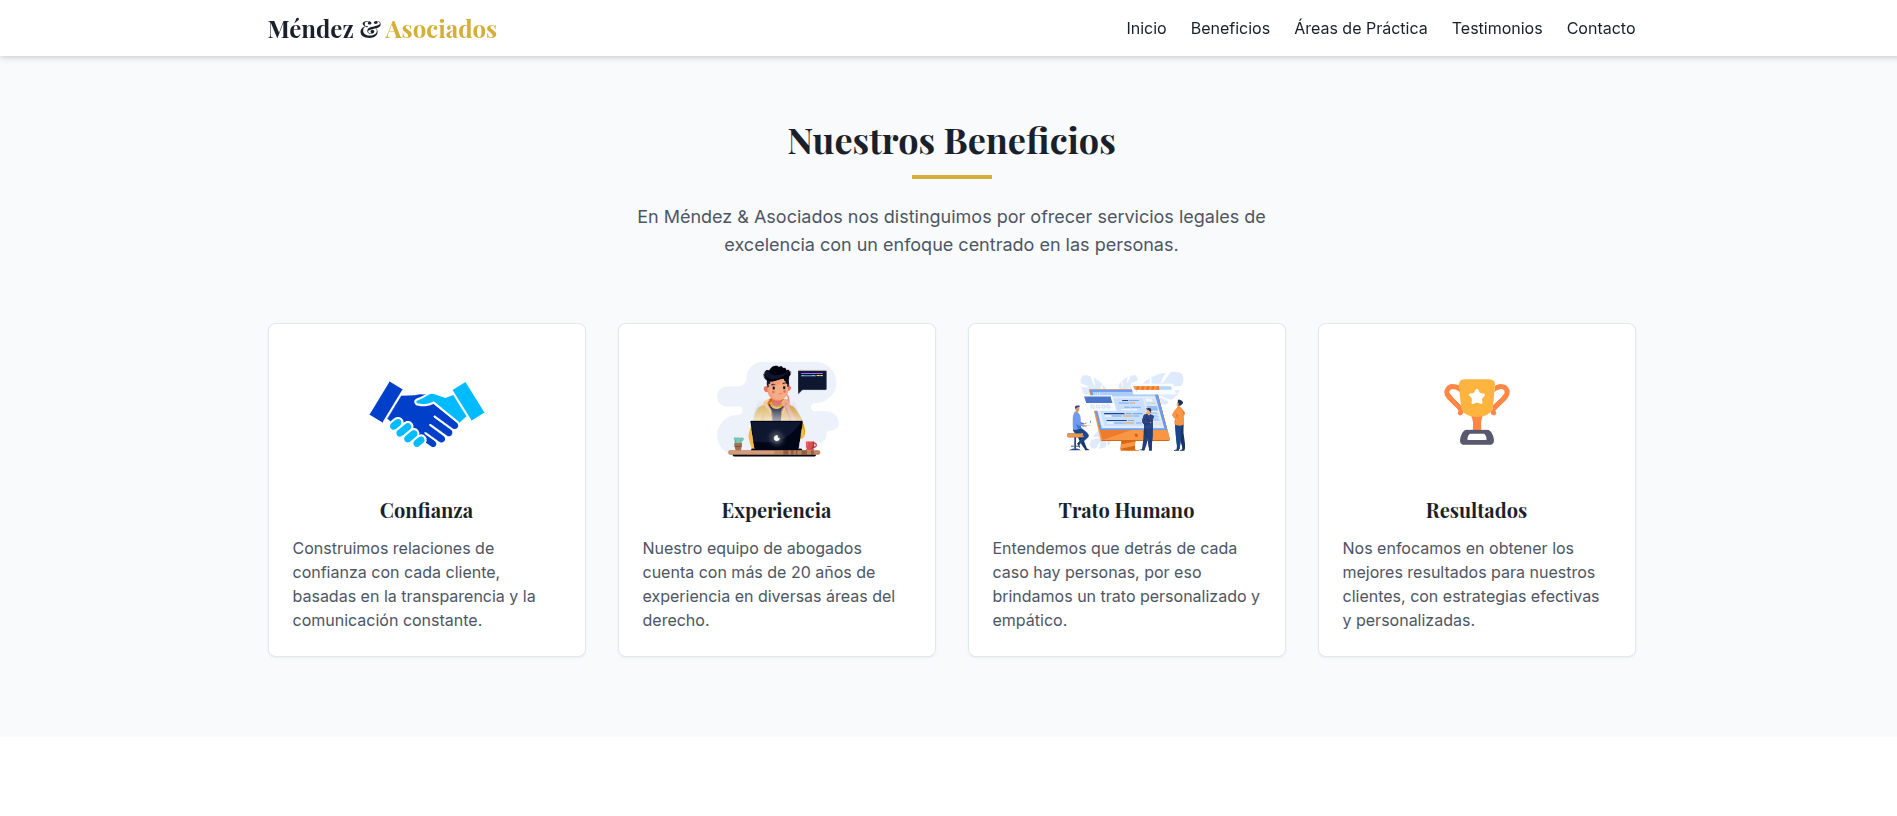 Méndez & Asociados
Inicio
Beneficios
Áreas de Práctica
Testimonios
Contacto
Nuestros Beneficios
En Méndez & Asociados nos distinguimos por ofrecer servicios legales de
excelencia con un enfoque centrado en las personas.
Confianza
Construimos relaciones de
confianza con cada cliente,
basadas en la transparencia y la
comunicación constante.
Experiencia
Nuestro equipo de abogados
cuenta con más de 20 años de
experiencia en diversas áreas del
derecho.
Trato Humano
Entendemos que detrás de cada
caso hay personas, por eso
brindamos un trato personalizado y
empático.
Resultados
Nos enfocamos en obtener los
mejores resultados para nuestros
clientes, con estrategias efectivas
y personalizadas.